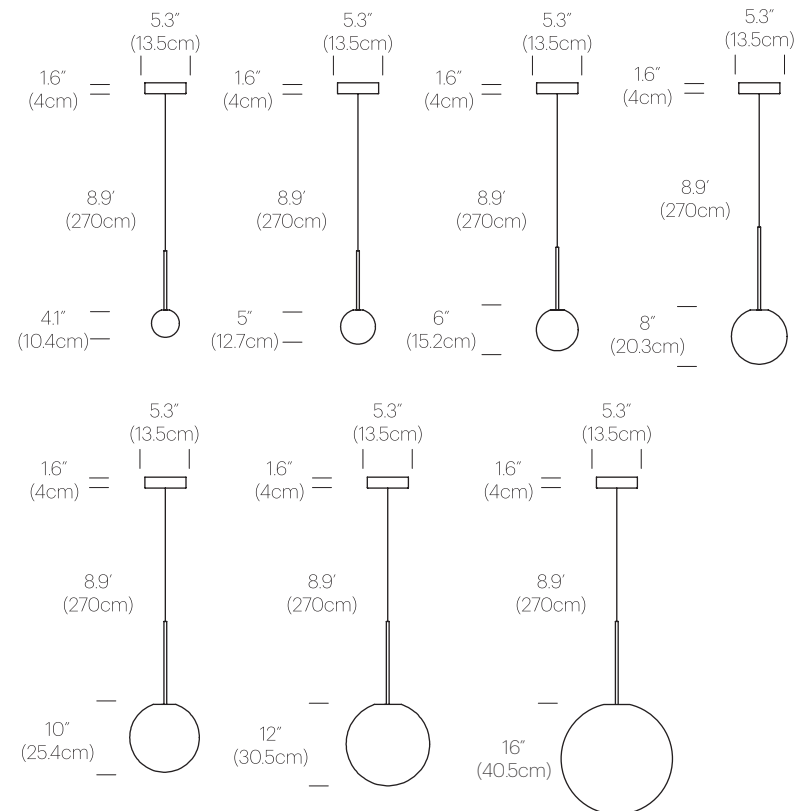 5.3"
(13.5cm)
1.6"
(4cm)
8.9'
(270cm)
4.1"
(10.4cm)
5.3"
(13.5cm)
1.6"
(4cm)
8.9'
(270cm)
5"
(12.7cm)
5.3"
(13.5cm)
1.6"
(4cm)
8.9'
(270cm)
6"
(15.2cm)
5.3"
(13.5cm)
1.6"
(4cm)
8.9'
(270cm)
8"
(20.3cm)
5.3"
(13.5cm)
1.6"
(4cm)
8.9'
(270cm)
10"
(25.4cm)
5.3"
(13.5cm)
1.6"
(4cm)
8.9'
(270cm)
12"
(30.5cm)
5.3"
(13.5cm)
1.6"
(4cm)
8.9'
(270cm)
16"
(40.5cm)